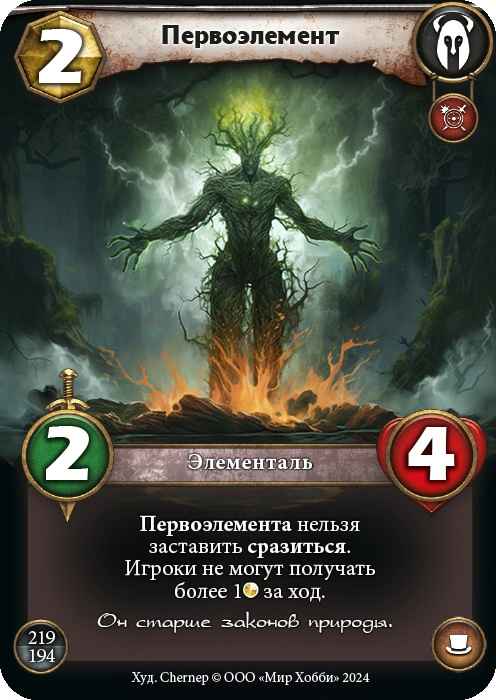 2
Первоэлемент
2
Элементаль
4
Первоэлемента нельзя
заставить сразиться.
Игроки не могут получать
более 1 за ход.
Он старше законов природы.
219
194
Худ. Chernep © ООО «Мир Хобби» 2024